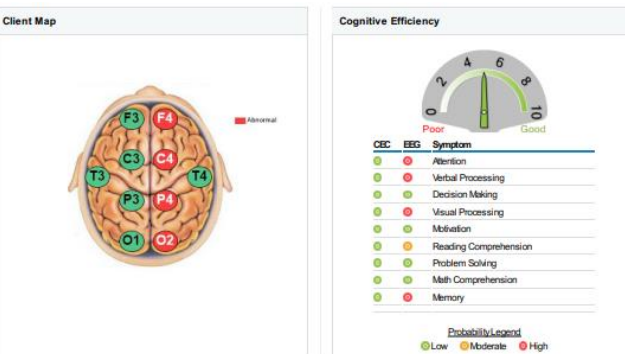 Client Map
F3 F4
Abnormal
C3 C4
T3 T4
P3 P4
O1 O2
Cognitive Efficiency
0 2 4 6 8 10
Poor Good
CEC EEG Symptom
Attention
Verbal Processing
Decision Making
Visual Processing
Motivation
Reading Comprehension
Problem Solving
Math Comprehension
Memory
Probability Legend
Low Moderate High